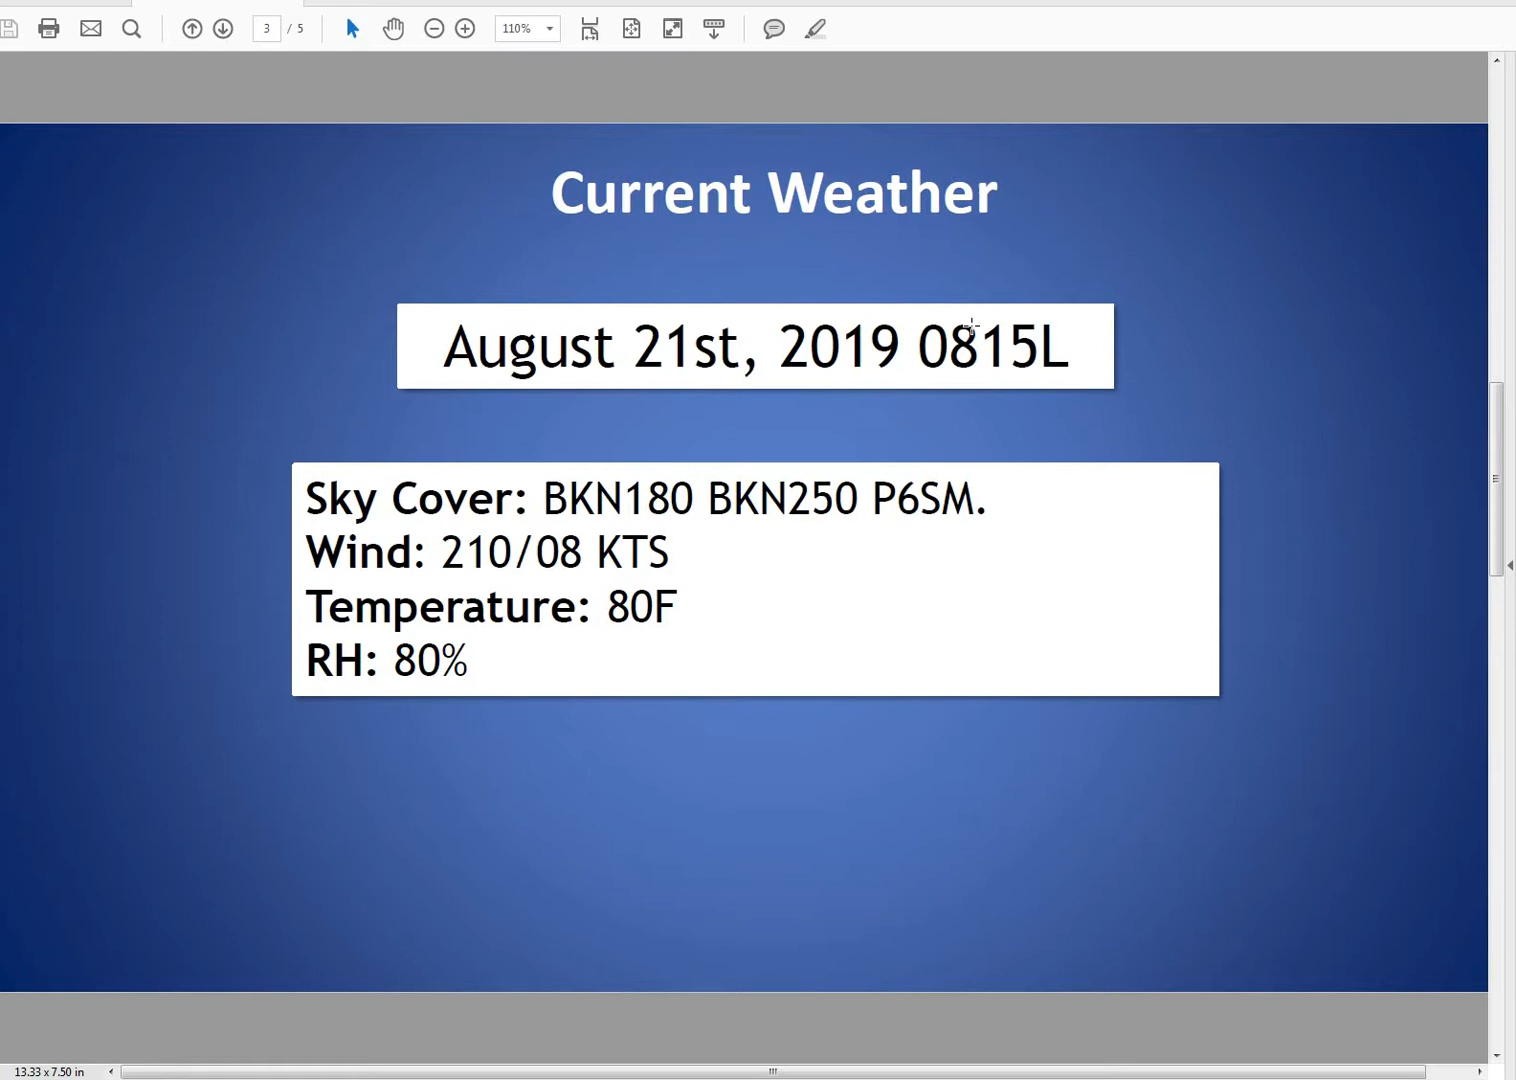 3 / 5
110%
Current Weather
August 21st, 2019 0815L
Sky Cover: BKN180 BKN250 P6SM.
Wind: 210/08 KTS
Temperature: 80F
RH: 80%
13.33 x 7.50 in